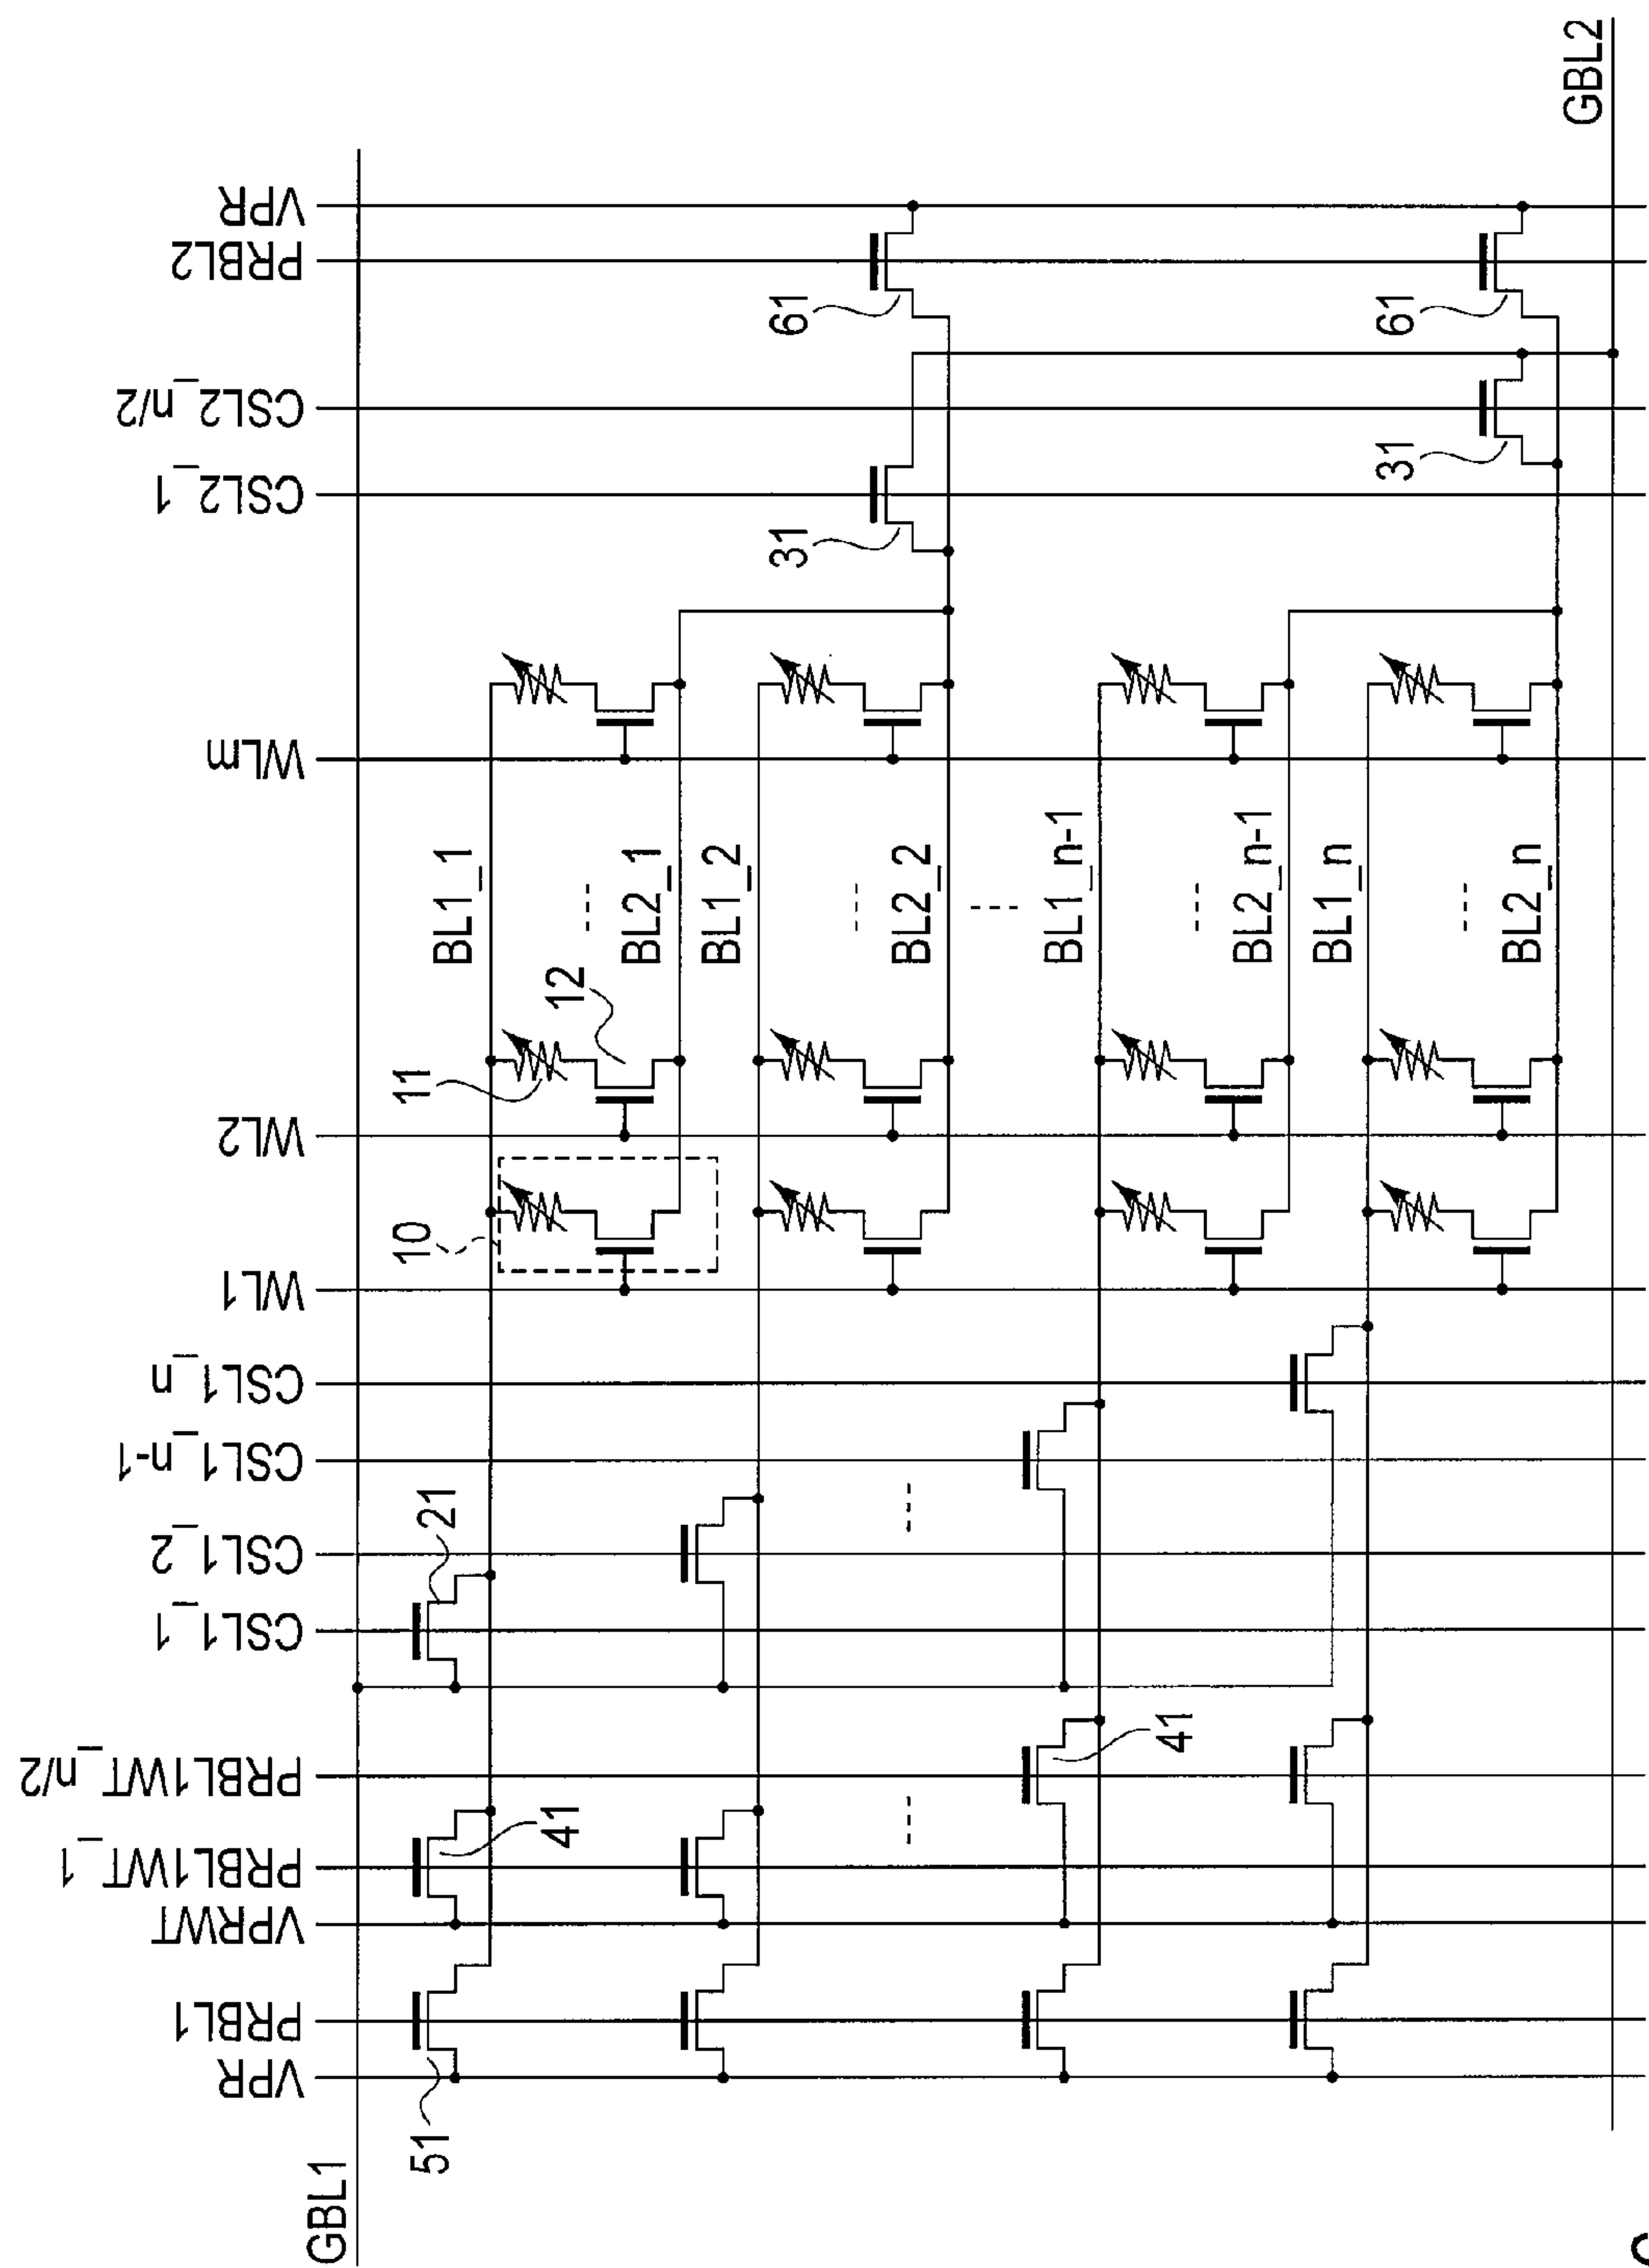 GBL1
VPR
PRBL1
VPRWT
PRBL1WT_1
PRBL1WT_n/2
CSL1_1
CSL1_2
CSL1_n-1
CSL1_n
WL1
WL2
WLm
CSL2_1
CSL2_n/2
PRBL2
VPR
GBL2
51
41
21
10
11
12
BL1_1
BL2_1
BL1_2
BL2_2
31
61
41
BL1_n-1
BL2_n-1
BL1_n
BL2_n
31
61